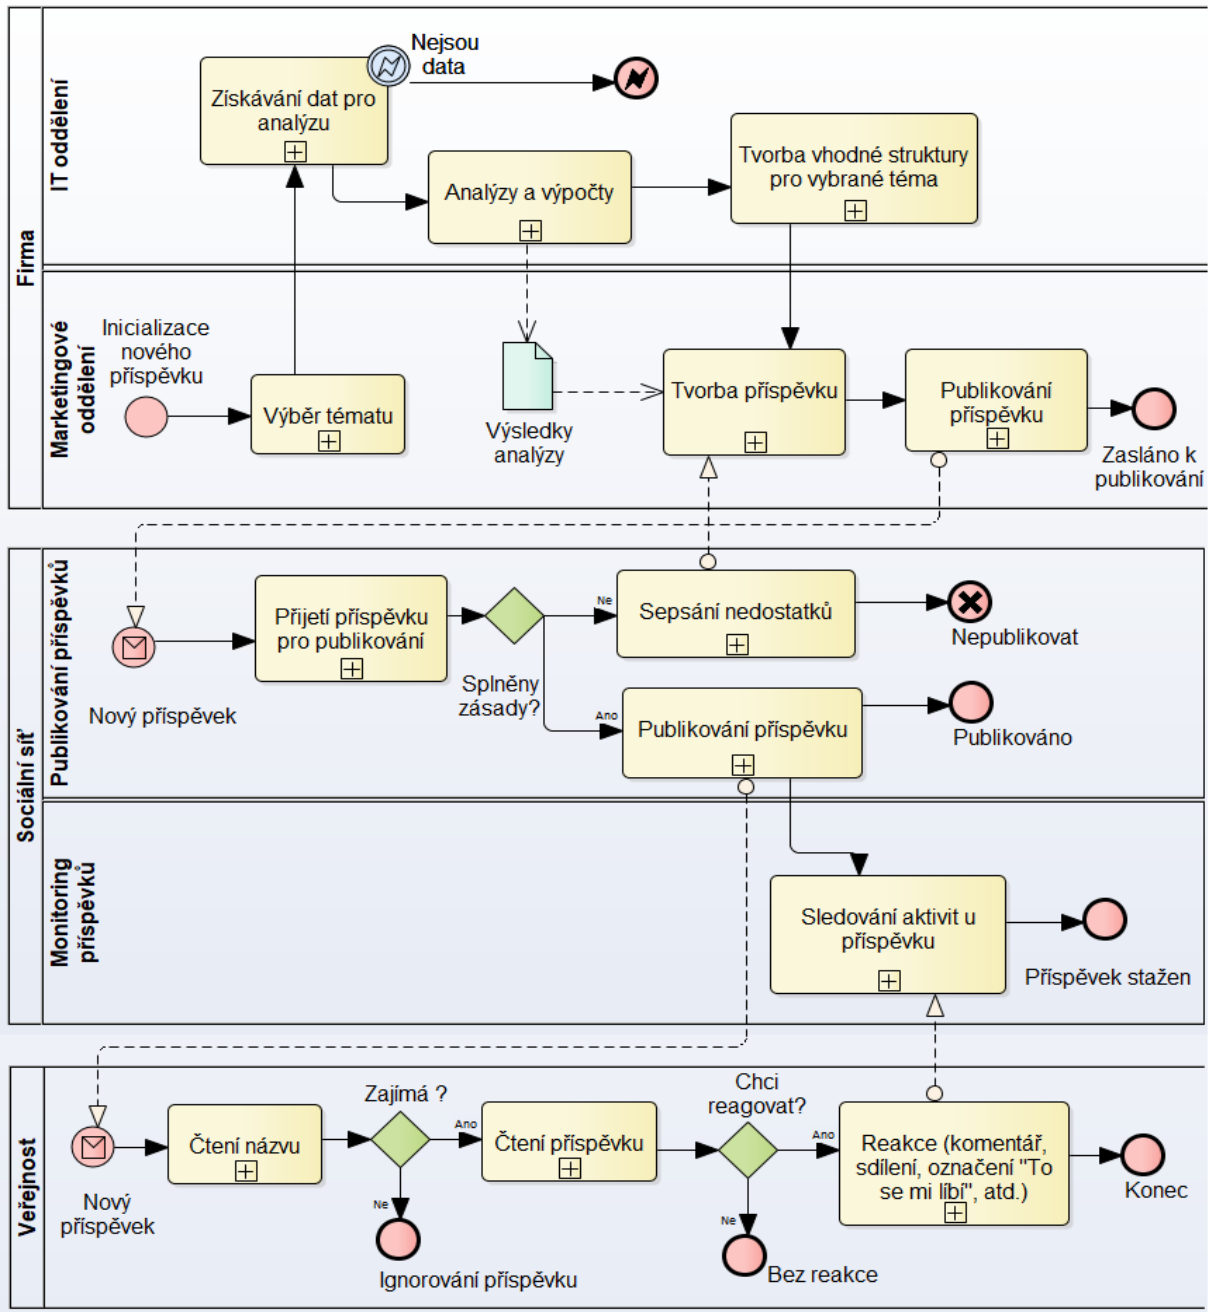 Firma
IT oddělení
Nejsou
data
Získávání dat pro
analýzu
Analýzy a výpočty
Tvorba vhodné struktury
pro vybrané téma
Marketingové
oddělení
Inicializace
nového
příspěvku
Výběr tématu
Výsledky
analýzy
Tvorba příspěvku
Publikování
příspěvku
Zasláno k
publikování
Sociální síť
Publikování příspěvků
Nový příspěvek
Přijetí příspěvku
pro publikování
Splněny
zásady?
Ne
Sepsání nedostatků
Nepublikovat
Ano
Publikování příspěvku
Publikováno
Monitoring
příspěvků
Sledování aktivit u
příspěvku
Příspěvek stažen
Veřejnost
Nový
příspěvek
Čtení názvu
Zajímá ?
Ano
Ne
Ignorování příspěvku
Čtení příspěvku
Chci
reagovat?
Ano
Ne
Bez reakce
Reakce (komentář,
sdílení, označení "To
se mi líbí", atd.)
Konec